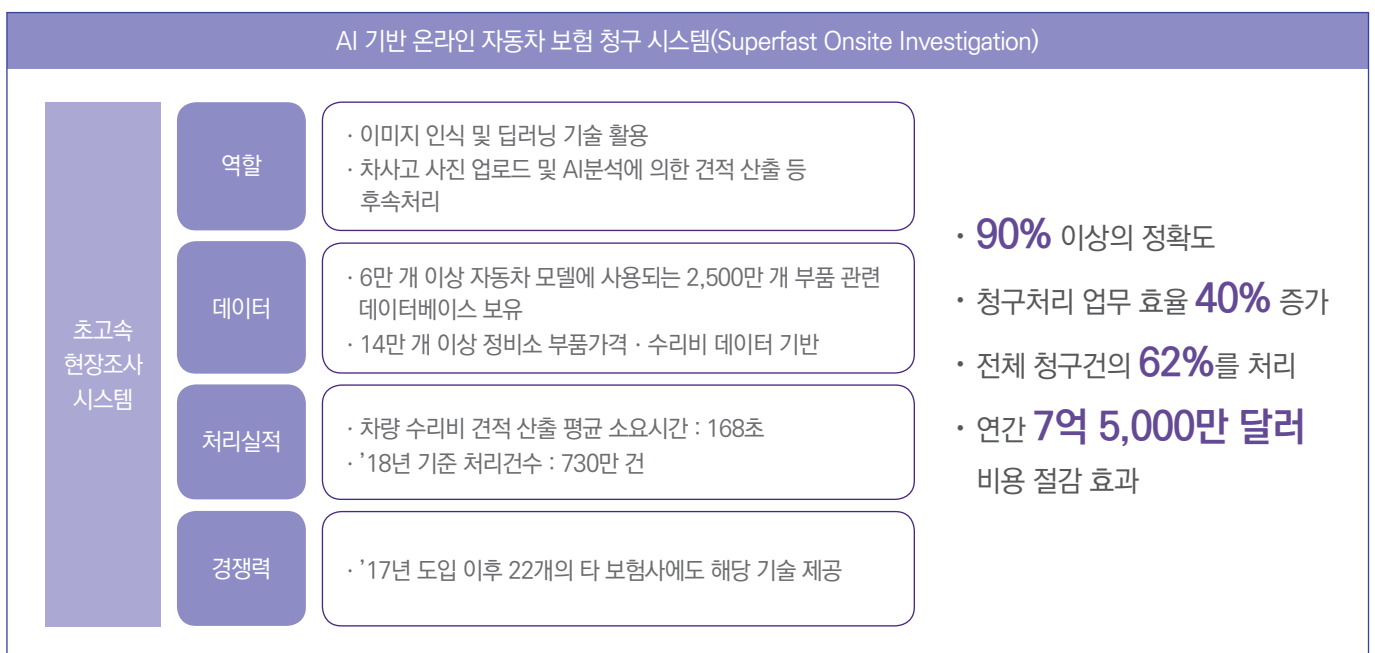 AI 기반 온라인 자동차 보험 청구 시스템(Superfast Onsite Investigation)
초고속
현장조사
시스템
역할
· 이미지 인식 및 딥러닝 기술 활용
· 차사고 사진 업로드 및 AI분석에 의한 견적 산출 등
후속처리
데이터
· 6만 개 이상 자동차 모델에 사용되는 2,500만 개 부품 관련
데이터베이스 보유
· 14만 개 이상 정비소 부품가격 · 수리비 데이터 기반
처리실적
· 차량 수리비 견적 산출 평균 소요시간 : 168초
· ’18년 기준 처리건수 : 730만 건
경쟁력
· ’17년 도입 이후 22개의 타 보험사에도 해당 기술 제공
· 90% 이상의 정확도
· 청구처리 업무 효율 40% 증가
· 전체 청구건의 62%를 처리
· 연간 7억 5,000만 달러
비용 절감 효과